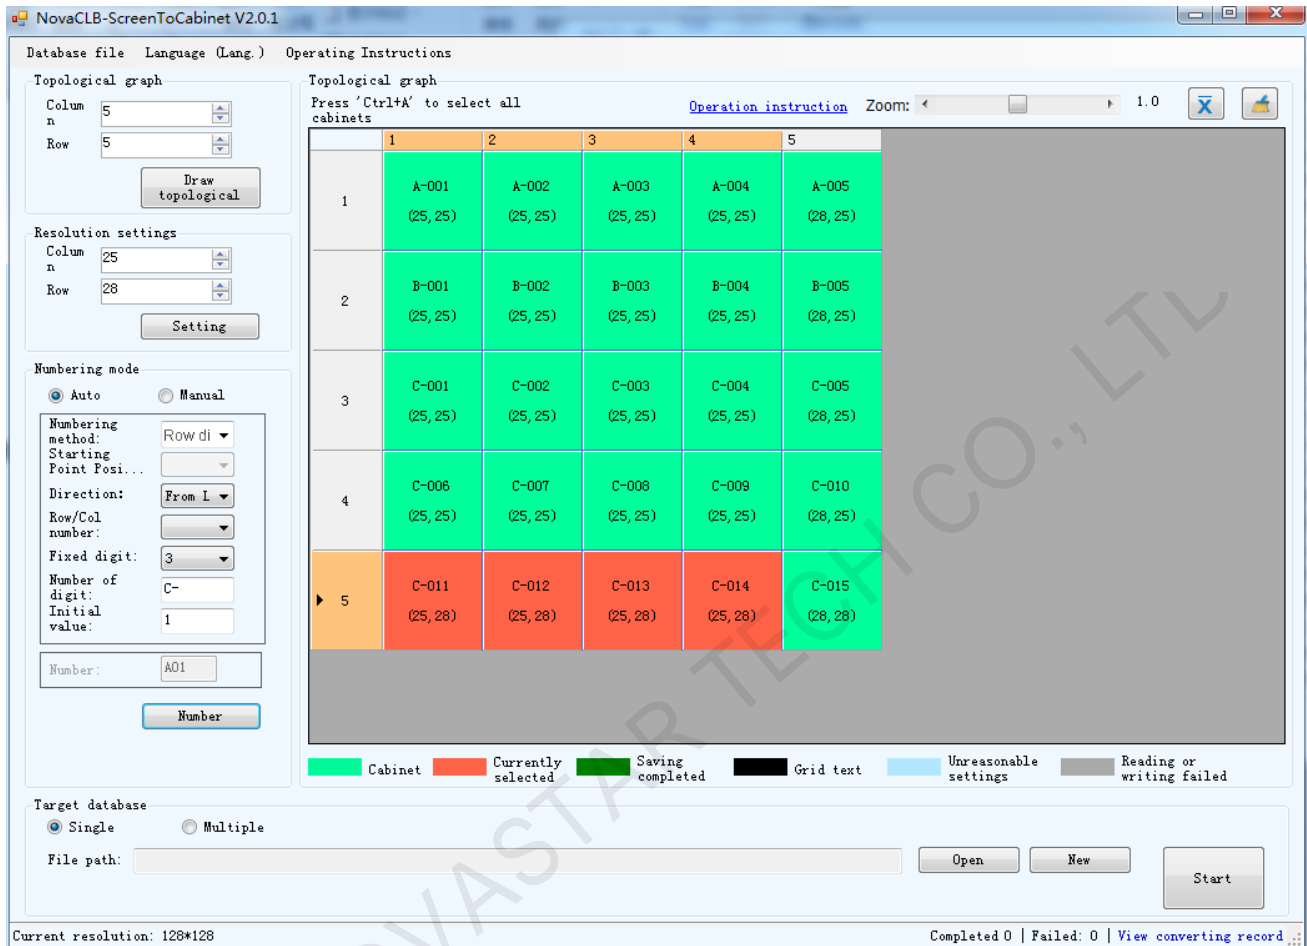 NovaCLB-ScreenToCabinet V2.0.1
Database file Language (Lang.) Operating Instructions
Topological graph
Colum
n
5
Row 5
Draw
topological
Resolution settings
Colum
n
25
Row 28
Setting
Numbering mode
Auto Manual
Numbering
method:
Row di
Starting
Point Posi...
Direction: From L
Row/Col
number:
Fixed digit: 3
Number of
digit:
C-
Initial
value:
1
Number: A01
Number
Topological graph
Press 'Ctrl+A' to select all
cabinets
Operation instruction Zoom: 1.0
1 2 3 4 5
1 A-001 A-002 A-003 A-004 A-005
(25, 25) (25, 25) (25, 25) (25, 25) (28, 25)
2 B-001 B-002 B-003 B-004 B-005
(25, 25) (25, 25) (25, 25) (25, 25) (28, 25)
3 C-001 C-002 C-003 C-004 C-005
(25, 25) (25, 25) (25, 25) (25, 25) (28, 25)
4 C-006 C-007 C-008 C-009 C-010
(25, 25) (25, 25) (25, 25) (25, 25) (28, 25)
5 C-011 C-012 C-013 C-014 C-015
(25, 28) (25, 28) (25, 28) (25, 28) (28, 28)
Cabinet
Currently
selected
Saving
completed
Grid text
Unreasonable
settings
Reading or
writing failed
Target database
Single Multiple
File path: Open New
Start
Current resolution: 128*128 Completed 0 | Failed: 0 | View converting record
OVASTAR TECH CO., LTD